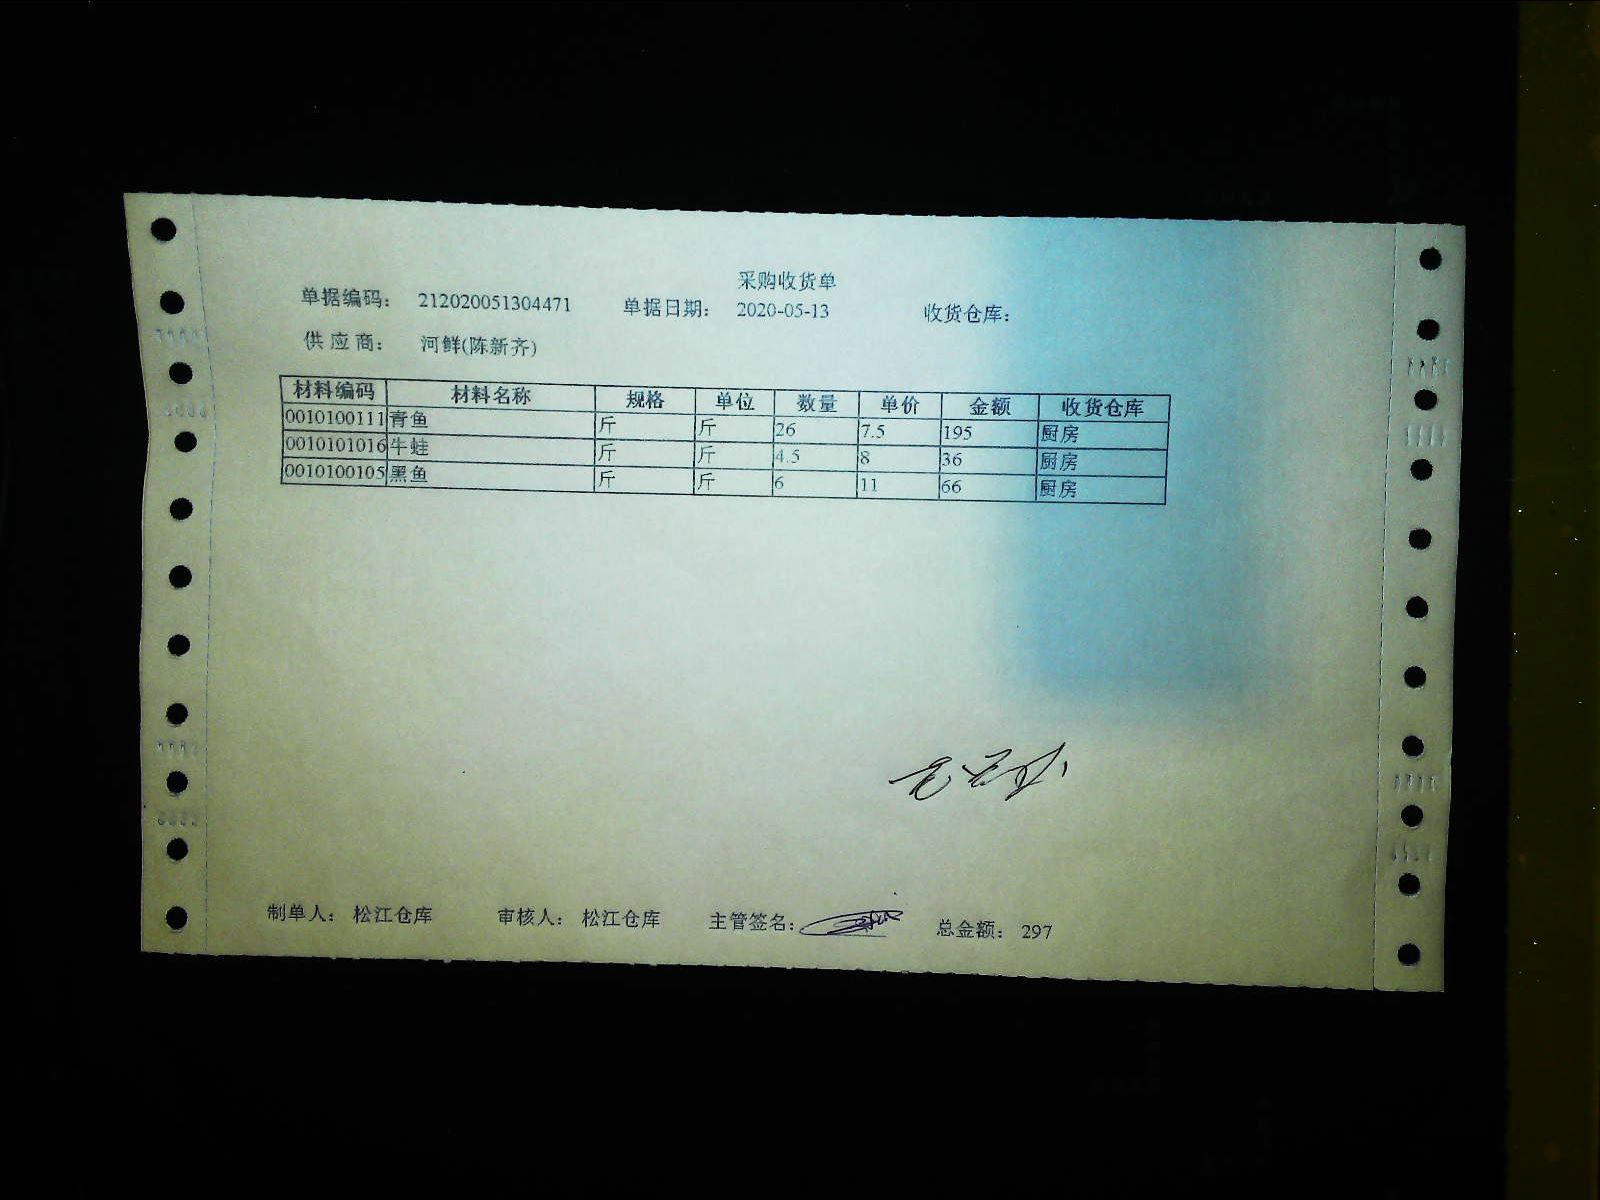 采购收货单
单据编码： 212020051304471 单据日期： 2020-05-13 收货仓库：
供 应 商： 河鲜(陈新齐)
材料编码 材料名称 规格 单位 数量 单价 金额 收货仓库
0010100111 青鱼 斤 斤 26 7.5 195 厨房
0010101016 牛蛙 斤 斤 4.5 8 36 厨房
0010100105 黑鱼 斤 斤 6 11 66 厨房
制单人： 松江仓库 审核人： 松江仓库 主管签名： 总金额： 297